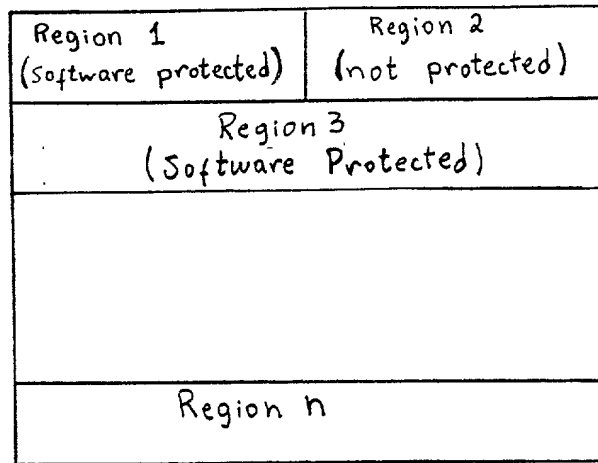 Region 1
(Software protected)
Region 2
(not protected)
Region 3
(Software Protected)
Region n